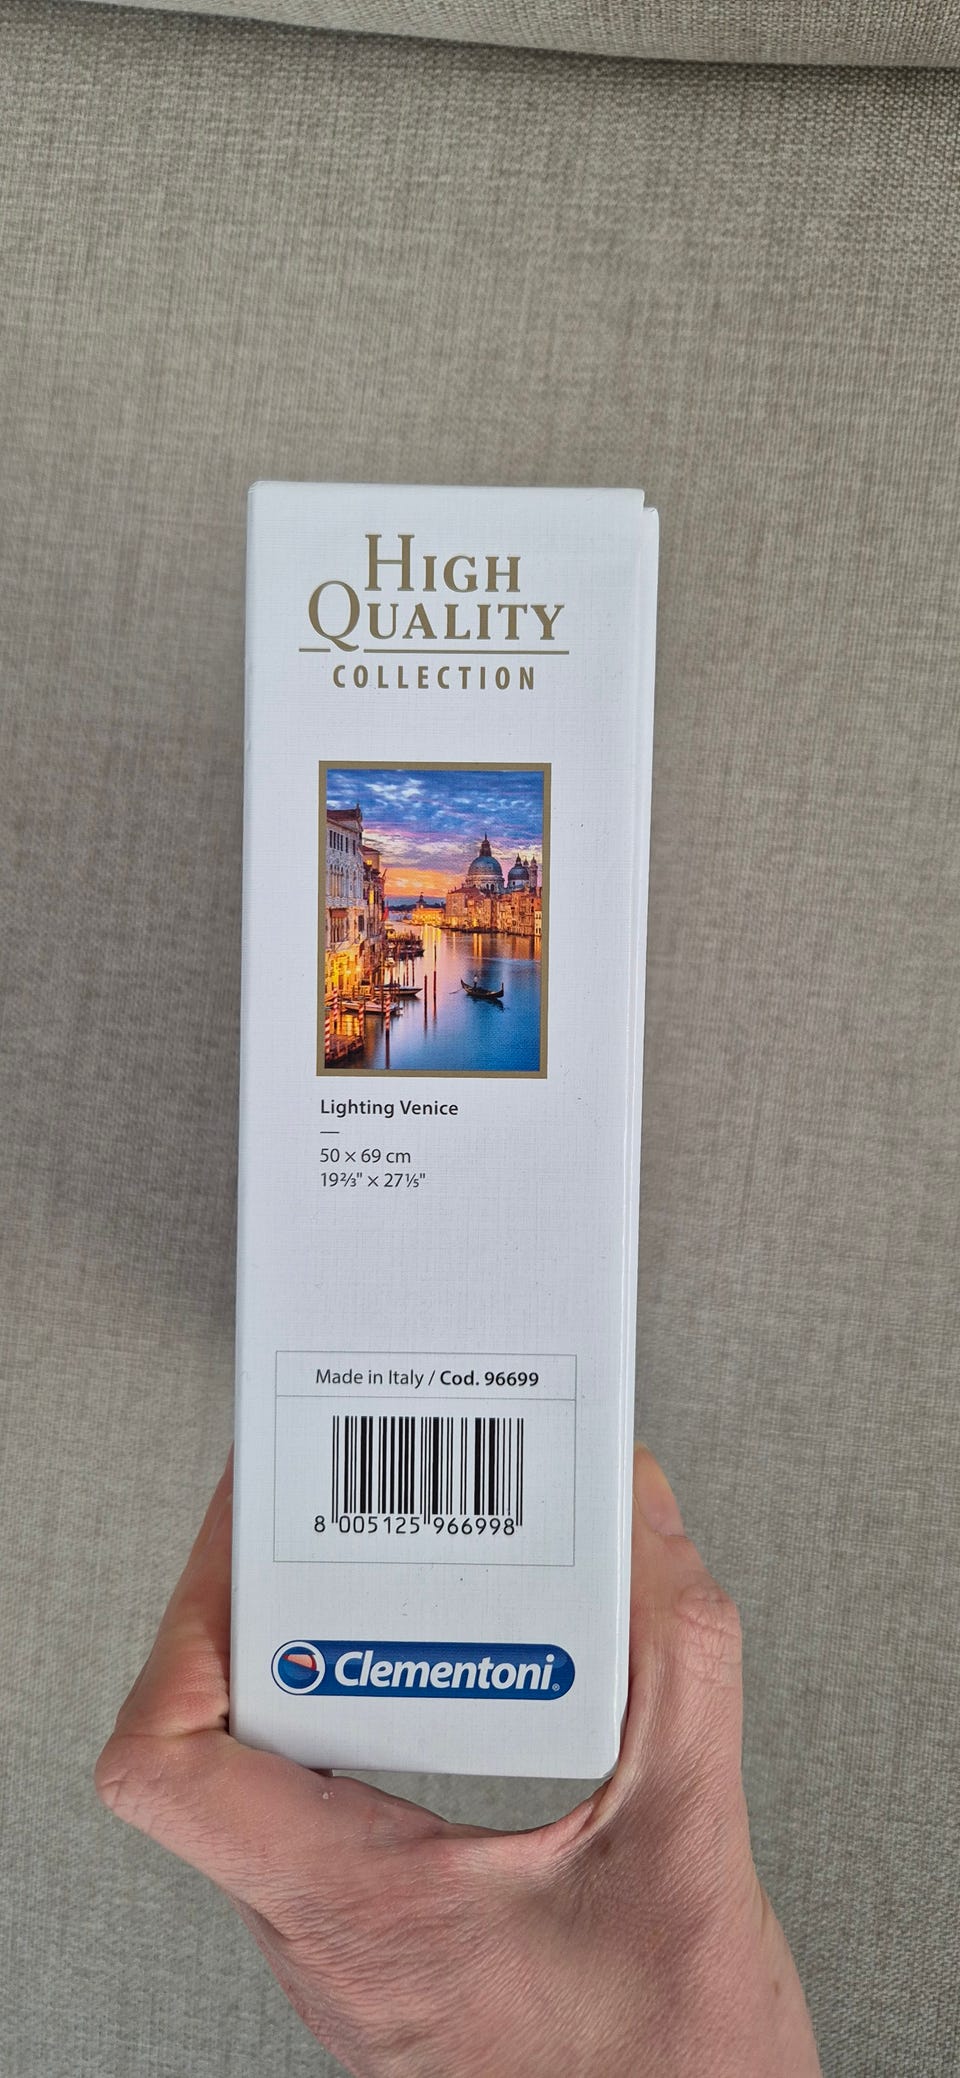 HIGH
QUALITY
COLLECTION
Lighting Venice
50 × 69 cm
19⅔" × 27⅕"
Made in Italy / Cod. 96699
8 005125 966998
Clementoni®